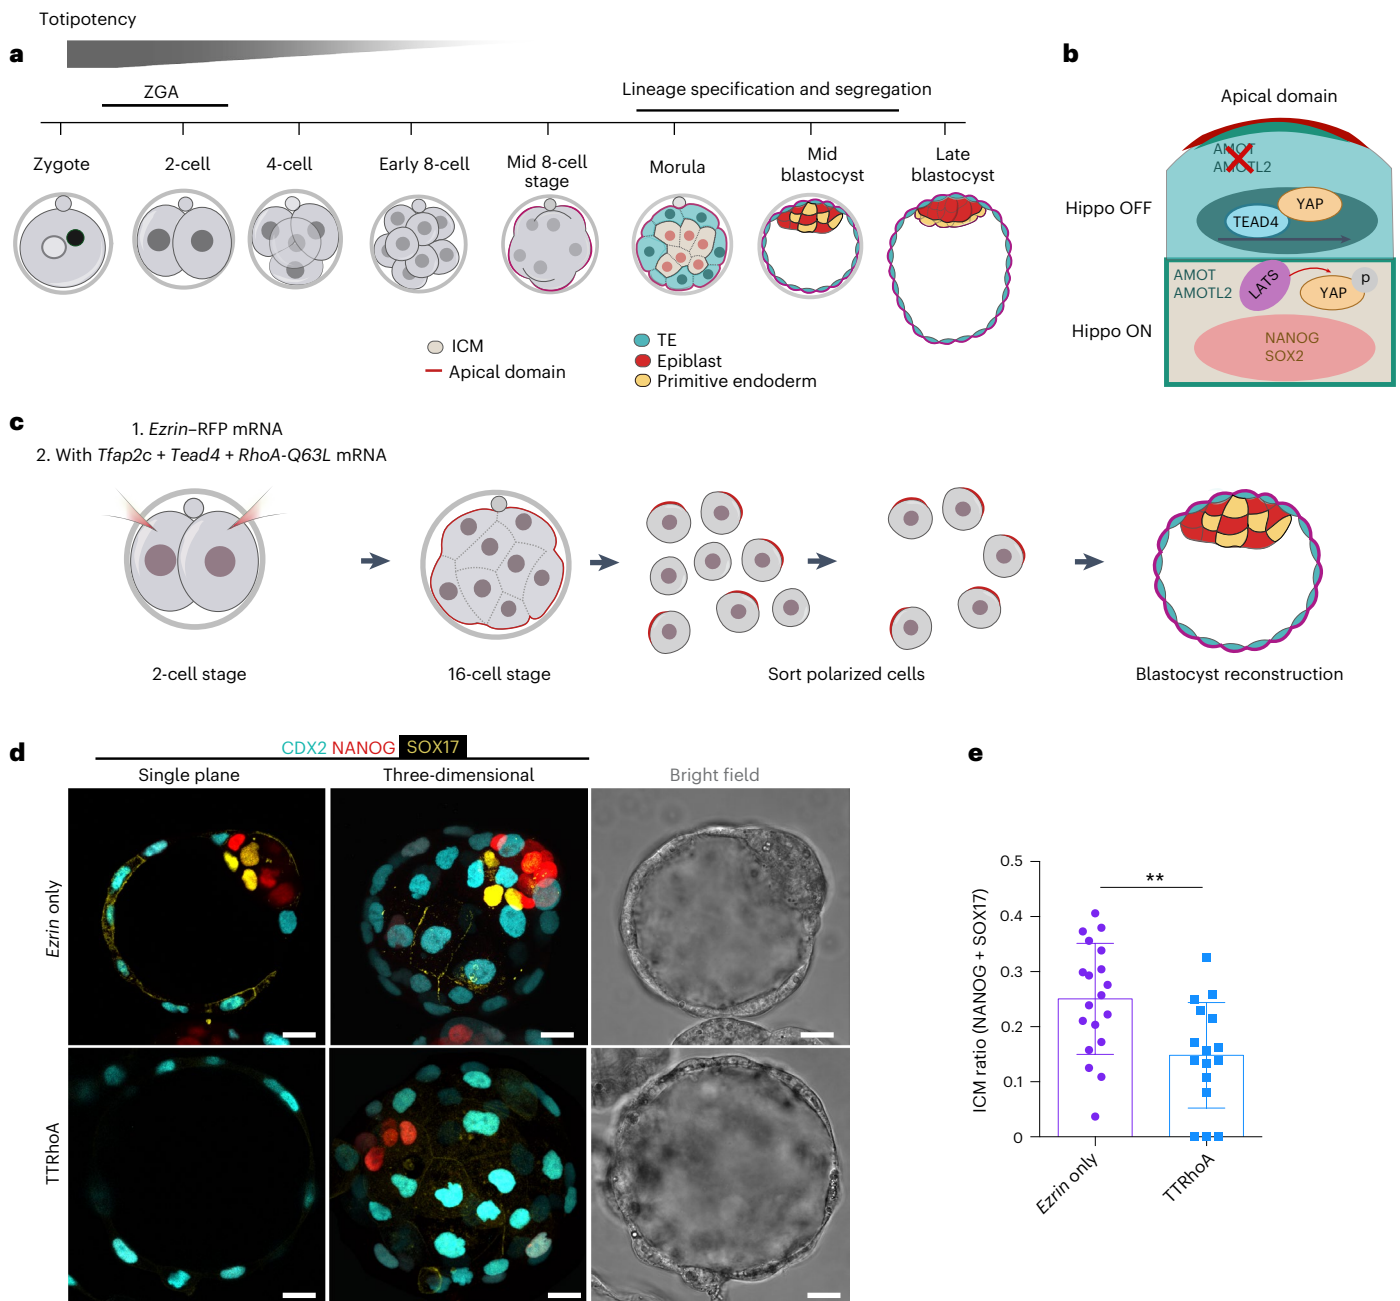 Totipotency
a
ZGA
Lineage specification and segregation
Zygote
2-cell
4-cell
Early 8-cell
Mid 8-cell
stage
Morula
Mid
blastocyst
Late
blastocyst
ICM
Apical domain
TE
Epiblast
Primitive endoderm
b
Apical domain
AMOT
AMOTL2
Hippo OFF
YAP
TEAD4
AMOT
AMOTL2
LATS
YAP
p
Hippo ON
NANOG
SOX2
c
1. Ezrin–RFP mRNA
2. With Tfap2c + Tead4 + RhoA-Q63L mRNA
2-cell stage
16-cell stage
Sort polarized cells
Blastocyst reconstruction
d
CDX2 NANOG SOX17
Single plane
Three-dimensional
Bright field
Ezrin only
TTRhoA
e
ICM ratio (NANOG + SOX17)
0.5
0.4
0.3
0.2
0.1
0
**
Ezrin only
TTRhoA